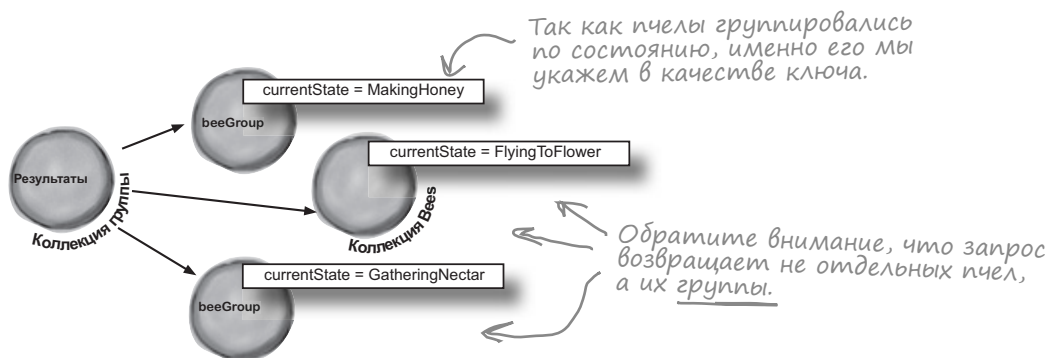 Так как пчелы группировались
по состоянию, именно его мы
укажем в качестве ключа.
currentState = MakingHoney
beeGroup
currentState = FlyingToFlower
Результаты
Коллекция группы
Коллекция Bees
Обратите внимание, что запрос
возвращает не отдельных пчел,
а их группы.
currentState = GatheringNectar
beeGroup